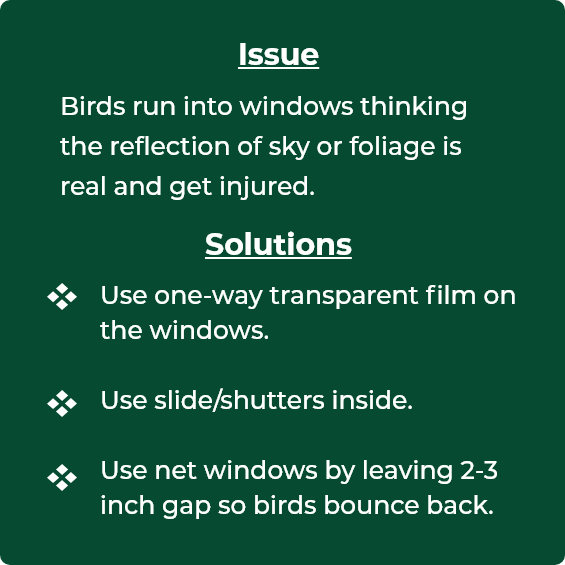 Issue
Birds run into windows thinking
the reflection of sky or foliage is
real and get injured.
Solutions
Use one-way transparent film on
the windows.
Use slide/shutters inside.
Use net windows by leaving 2-3
inch gap so birds bounce back.